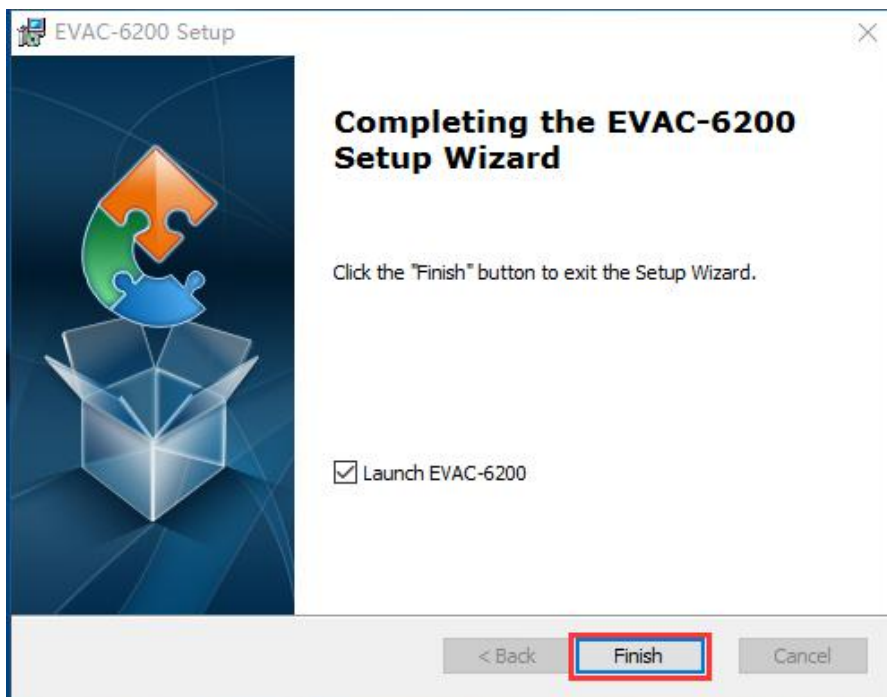 EVAC-6200 Setup
Completing the EVAC-6200
Setup Wizard
Click the "Finish" button to exit the Setup Wizard.
Launch EVAC-6200
< Back
Finish
Cancel